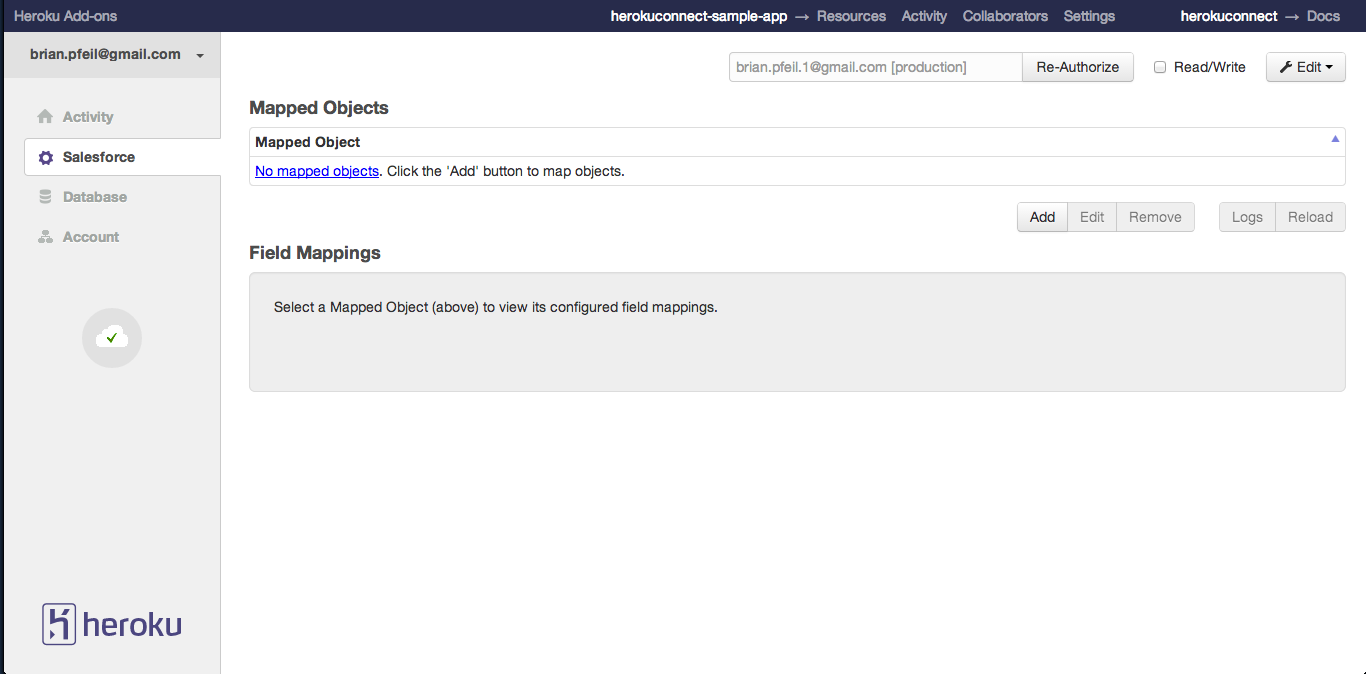 Heroku Add-ons herokuconnect-sample-app → Resources Activity Collaborators Settings herokuconnect → Docs
brian.pfeil@gmail.com
brian.pfeil.1@gmail.com [production] Re-Authorize Read/Write Edit
Activity
Salesforce
Database
Account
Mapped Objects
Mapped Object
No mapped objects. Click the 'Add' button to map objects.
Add Edit Remove Logs Reload
Field Mappings
Select a Mapped Object (above) to view its configured field mappings.
heroku